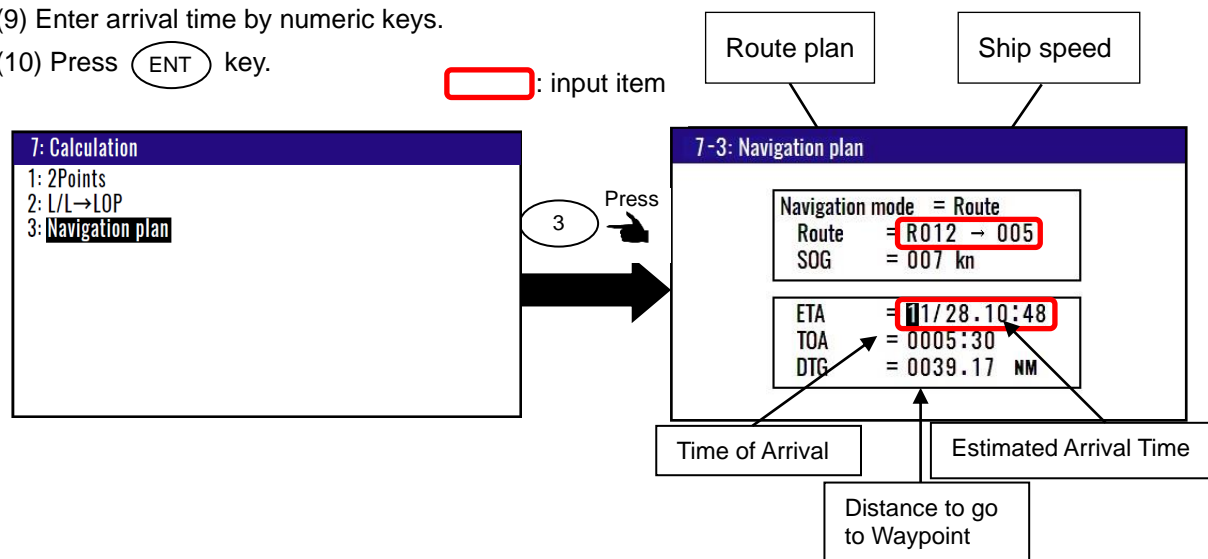 (9) Enter arrival time by numeric keys.
(10) Press ENT key.
: input item
Route plan
Ship speed
7: Calculation
1: 2Points
2: L/L→LOP
3: Navigation plan
3
Press
7-3: Navigation plan
Navigation mode = Route
Route = R012 → 005
SOG = 007 kn
ETA = 11/28.10:48
TOA = 0005:30
DTG = 0039.17 NM
Time of Arrival
Estimated Arrival Time
Distance to go
to Waypoint